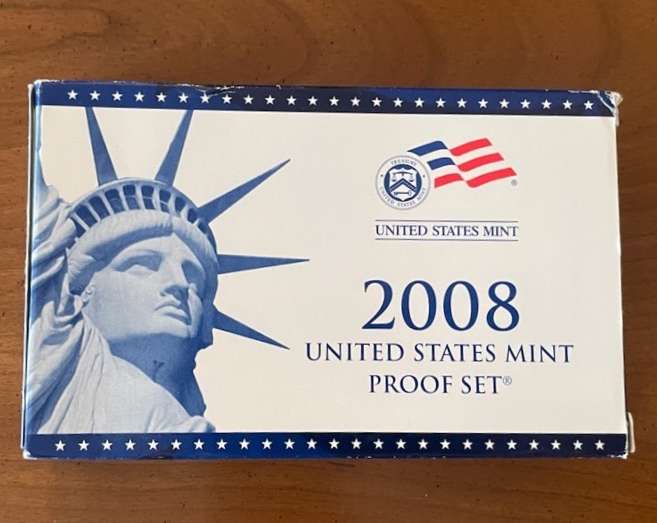 UNITED STATES MINT
2008
UNITED STATES MINT
PROOF SET®